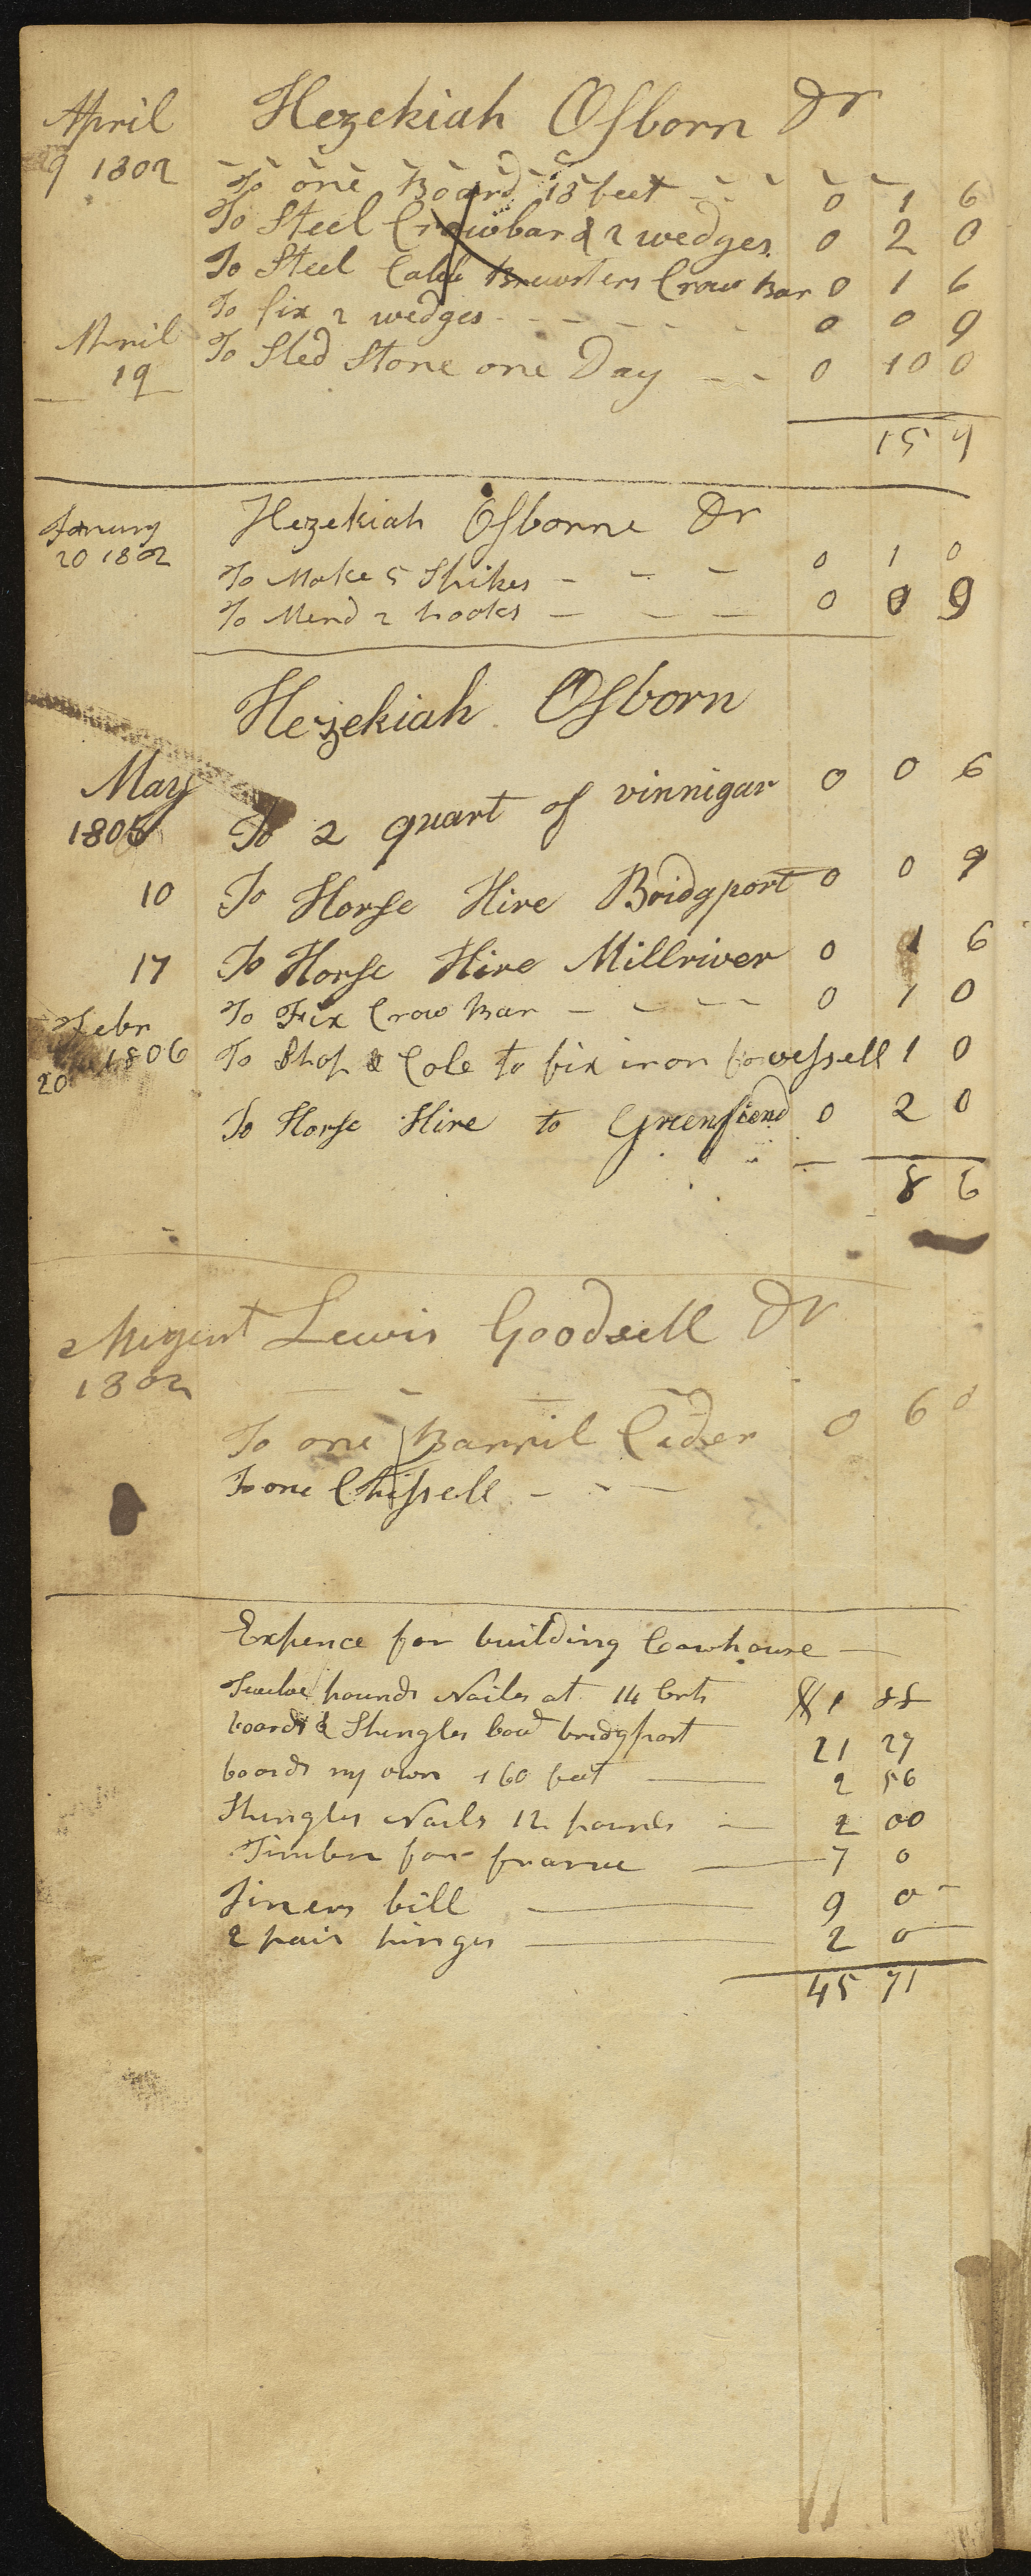 April Hezekiah Osborn Dr
9 1802
To one Board 18 feet 0 1 6
To Steel Crowbar & 2 wedges 0 2 0
To Steel Caleb Brewsters Crow Bar 0 1 6
To fix 2 wedges 0 0 9
April
19 To Sled Stone one Day 0 10 0
15 9
January Hezekiah Osborne Dr
20 1802
To Make 5 Spikes 0 1 0
To Mend 2 hooks 0 0 9
Hezekiah Osborn
May
1805 To 2 quart of vinnigar 0 0 6
10 To Horse Hire Bridgport 0 0 9
17 To Horse Hire Millriver 0 1 6
To Fix Crow Bar 0 1 0
Febr
1806 To Shop & Cole to fix iron for vessell 1 0
20
To Horse Hire to 0 2 0
8 6
August Lewis Goodsell Dr
1802
To one Barril Cider 0 6 0
To one Chissell
Expence for building Cowhouse
Twelve pounds Nailes at 14 Cents $1 88
boards & Shingles bridgport 21 27
boards my own 160 feet 2 56
Shingles Nails 12 pounds 2 00
Timber for frame 7 0
Jiners bill 9 0
2 pair hinges 2 0
45 71